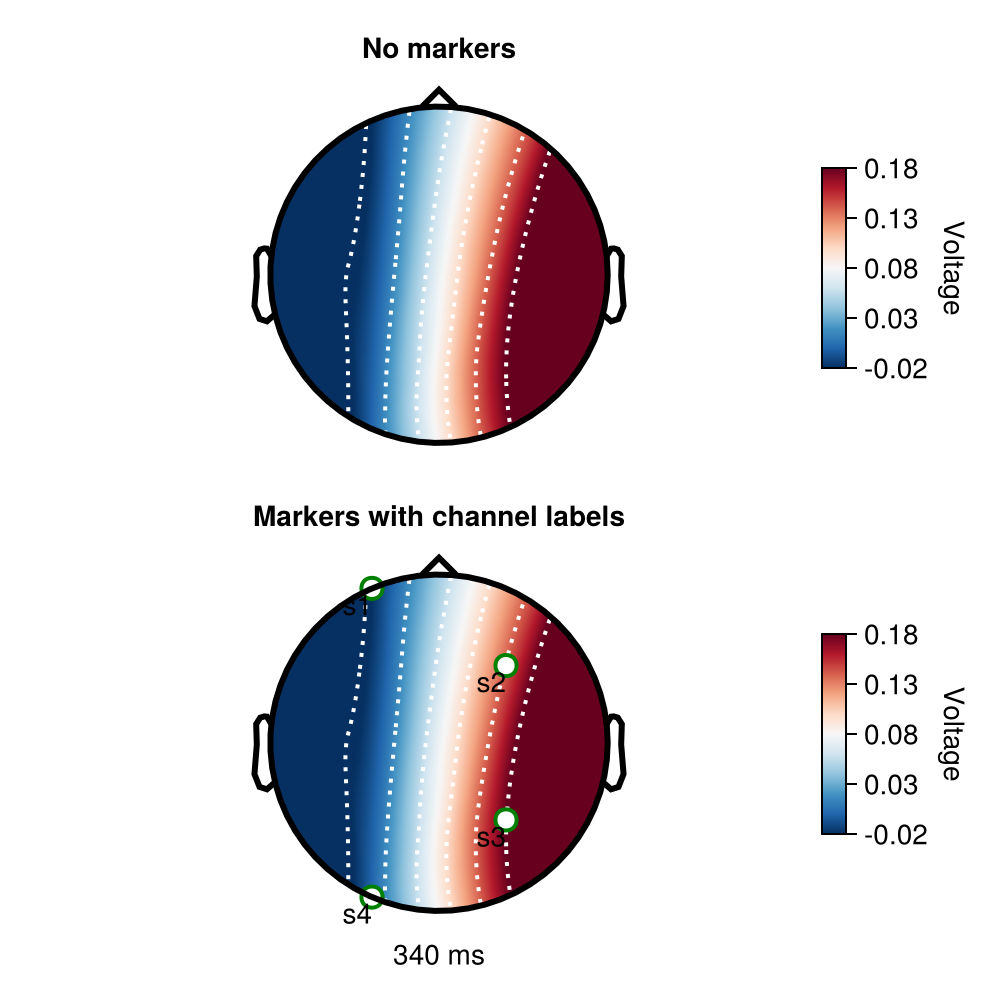 No markers
0.18
0.13
0.08
0.03
-0.02
Voltage
Markers with channel labels
s1
s2
s3
s4
0.18
0.13
0.08
0.03
-0.02
Voltage
340 ms